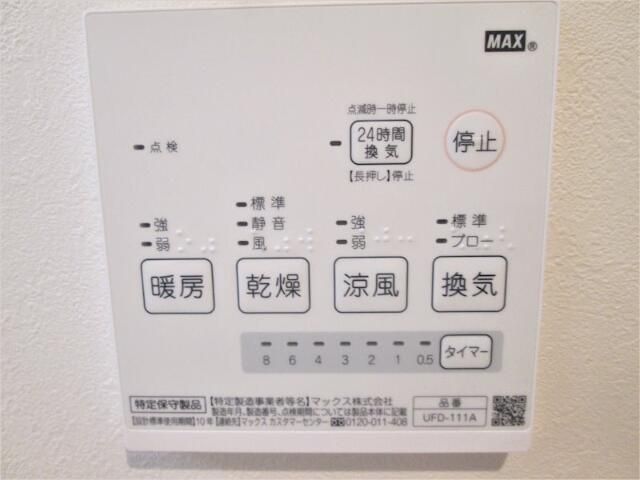 MAX®
点滅時一時停止
点検
24時間
換気
停止
【長押し】停止
強
弱
暖房
標準
静音
風
乾燥
強
弱
涼風
標準
ブロー
換気
8 6 4 3 2 1 0.5
タイマー
特定保守製品
【特定製造事業者等名】マックス株式会社
製造年月、製造番号、点検期間については製品本体に記載
【設計標準使用期間】10年【連絡先】マックス カスタマーセンター 0120-011-408
品番
UFD-111A